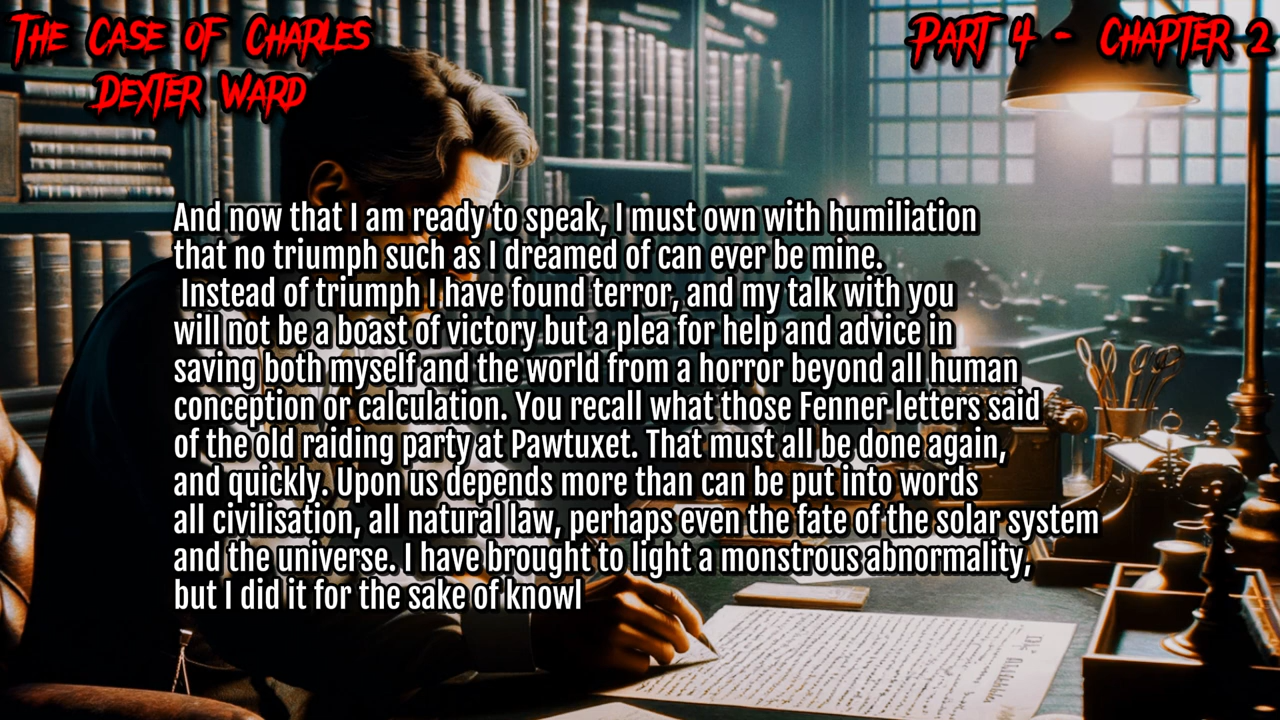 The Case of Charles
Dexter Ward
Part 4 - Chapter 2
And now that I am ready to speak, I must own with humiliation
that no triumph such as I dreamed of can ever be mine.
Instead of triumph I have found terror, and my talk with you
will not be a boast of victory but a plea for help and advice in
saving both myself and the world from a horror beyond all human
conception or calculation. You recall what those Fenner letters said
of the old raiding party at Pawtuxet. That must all be done again,
and quickly. Upon us depends more than can be put into words
all civilisation, all natural law, perhaps even the fate of the solar system
and the universe. I have brought to light a monstrous abnormality,
but I did it for the sake of knowl